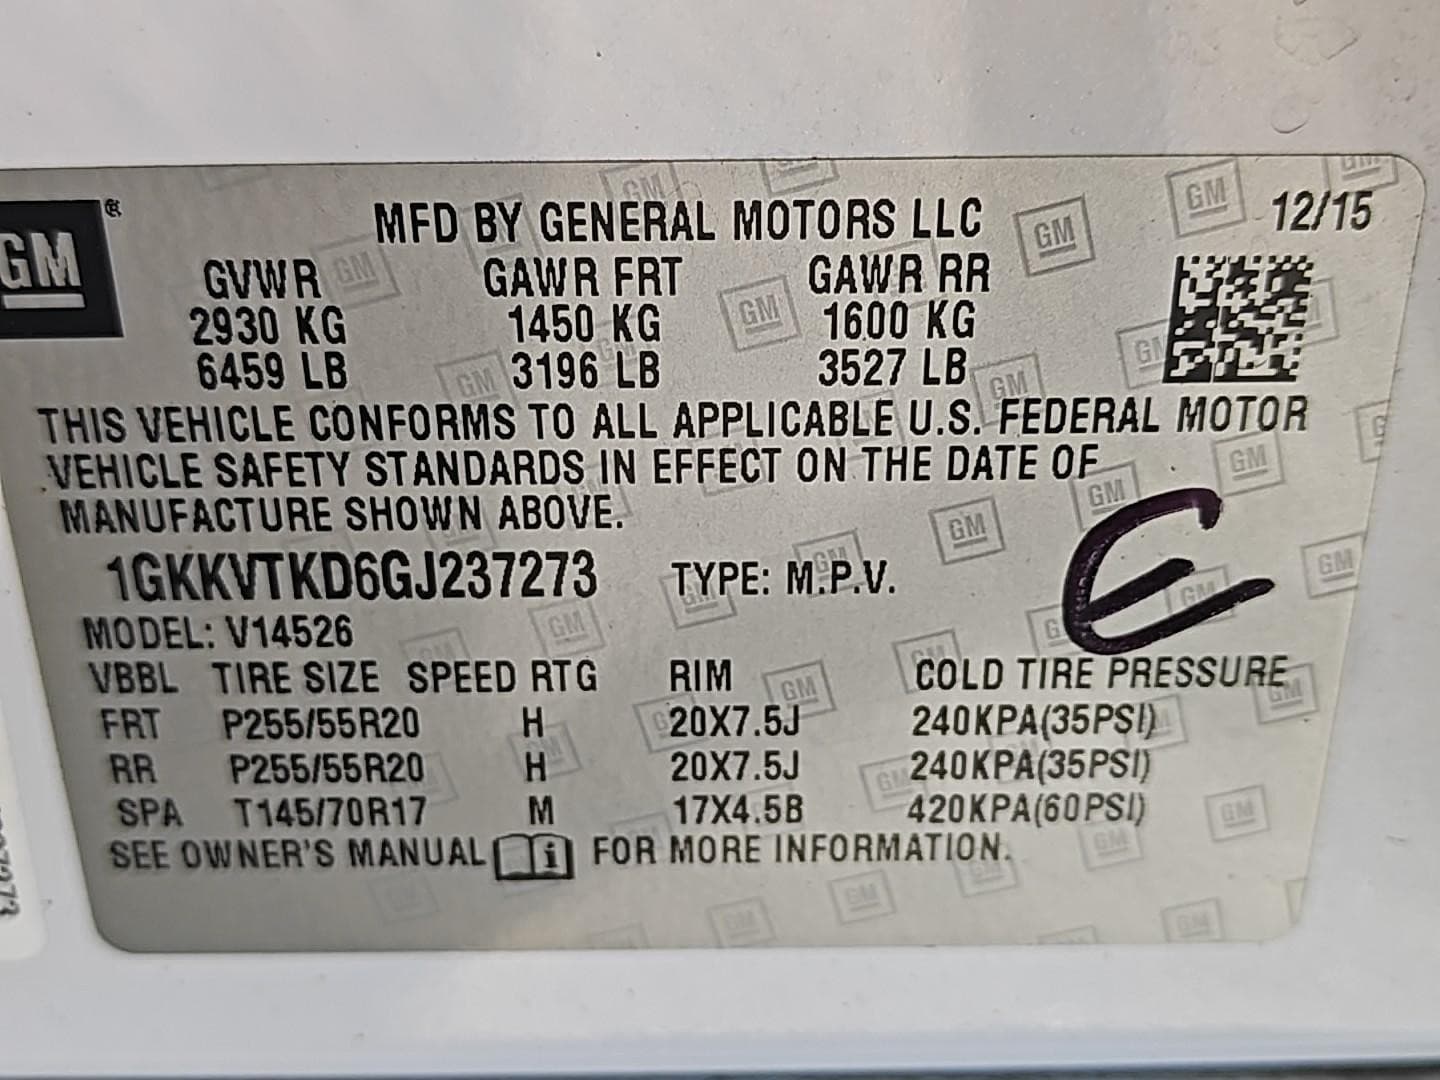 GM ®
MFD BY GENERAL MOTORS LLC 12/15
GVWR GAWR FRT GAWR RR
2930 KG 1450 KG 1600 KG
6459 LB 3196 LB 3527 LB
THIS VEHICLE CONFORMS TO ALL APPLICABLE U.S. FEDERAL MOTOR
VEHICLE SAFETY STANDARDS IN EFFECT ON THE DATE OF
MANUFACTURE SHOWN ABOVE.
1GKKVTKD6GJ237273 TYPE: M.P.V.
E
MODEL: V14526
VBBL TIRE SIZE SPEED RTG RIM COLD TIRE PRESSURE
FRT P255/55R20 H 20X7.5J 240KPA(35PSI)
RR P255/55R20 H 20X7.5J 240KPA(35PSI)
SPA T145/70R17 M 17X4.5B 420KPA(60PSI)
SEE OWNER'S MANUAL i FOR MORE INFORMATION.